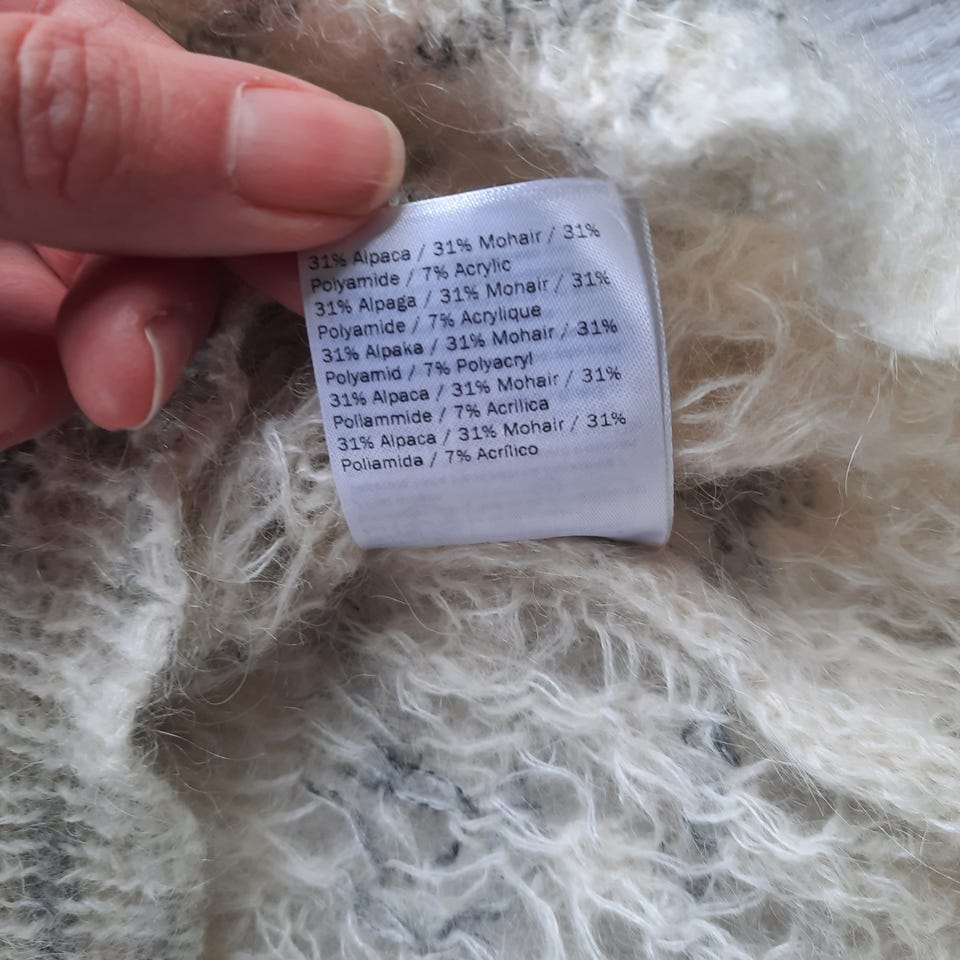 31% Alpaca / 31% Mohair / 31%
Polyamide / 7% Acrylic
31% Alpaga / 31% Mohair / 31%
Polyamide / 7% Acrylique
31% Alpaka / 31% Mohair / 31%
Polyamid / 7% Polyacryl
31% Alpaca / 31% Mohair / 31%
Poliammide / 7% Acrilica
31% Alpaca / 31% Mohair / 31%
Poliamida / 7% Acrílico